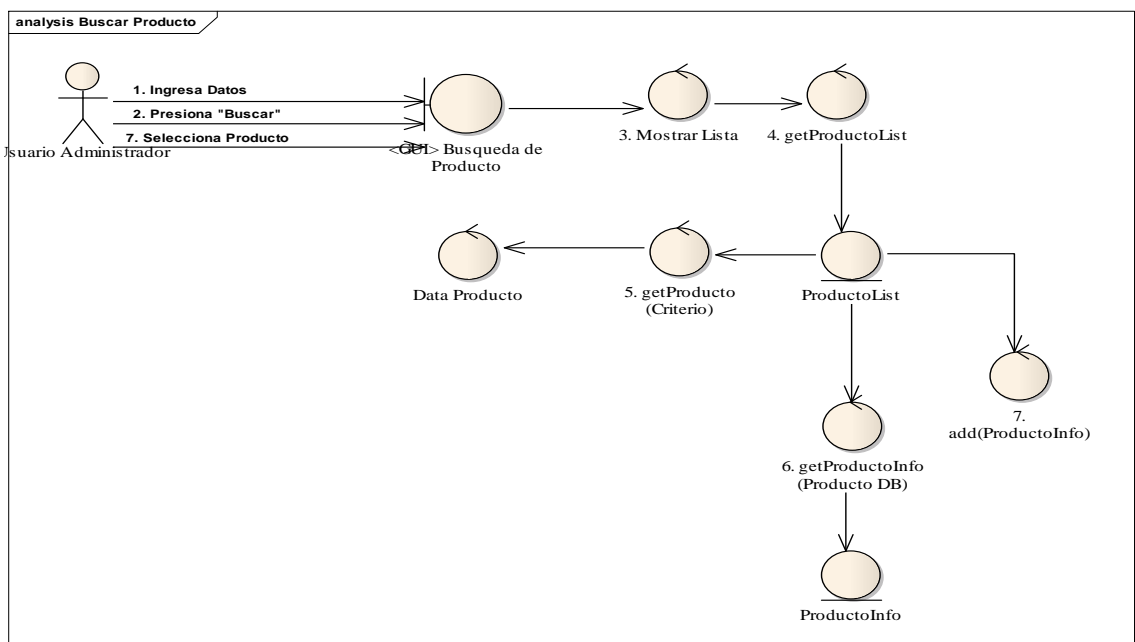 analysis Buscar Producto
1. Ingresa Datos
2. Presiona "Buscar"
7. Selecciona Producto
Usuario Administrador
<GUI> Busqueda de
Producto
3. Mostrar Lista
4. getProductoList
Data Producto
5. getProducto
(Criterio)
ProductoList
7.
add(ProductoInfo)
6. getProductoInfo
(Producto DB)
ProductoInfo